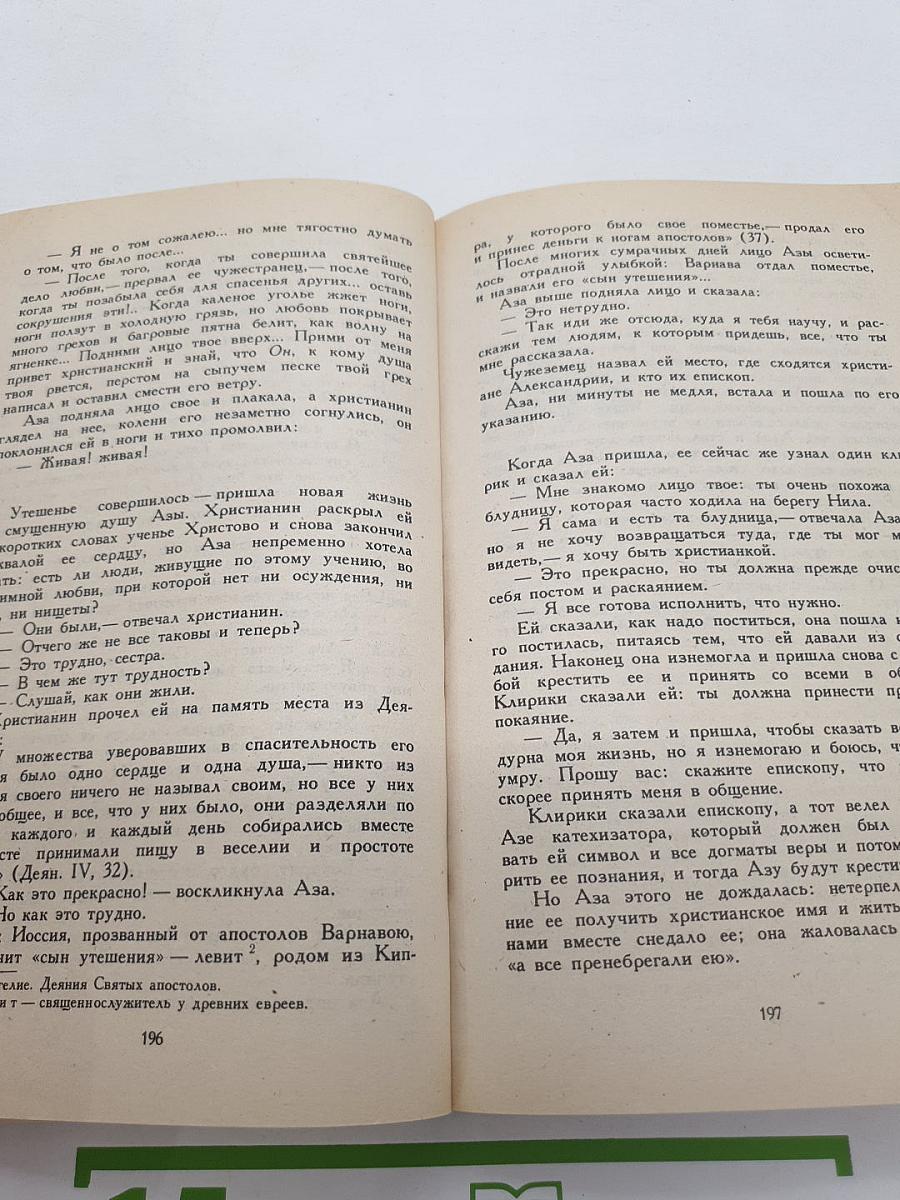 — Я не о том сожалею... но мне тягостно думать
о том, что было после...
— После того, когда ты совершила святейшее
дело любви,— прервал ее чужестранец,— после того,
когда ты позабыла себя для спасенья других... оставь
сокрушения эти!.. Когда каленое уголье жжет ноги,
ноги ползут в холодную грязь, но любовь покрывает
много грехов и багровые пятна белит, как волну на
ягненке... Подними лицо твое вверх... Прими от меня
привет христианский и знай, что Он, к кому душа
твоя рвется, перстом на сыпучем песке твой грех
написал и оставил смести его ветру.
Аза подняла лицо свое и плакала, а христианин
глядел на нее, колени его незаметно согнулись, он
поклонился ей в ноги и тихо промолвил:
— Живая! живая!
Утешенье совершилось — пришла новая жизнь
смущенную душу Азы. Христианин раскрыл ей
коротких словах ученье Христово и снова закончил
хвалой ее сердцу, но Аза непременно хотела
ть: есть ли люди, живущие по этому учению, во
имной любви, при которой нет ни осуждения, ни
, ни нищеты?
— Они были,— отвечал христианин.
— Отчего же не все таковы и теперь?
— Это трудно, сестра.
— В чем же тут трудность?
— Слушай, как они жили.
Христианин прочел ей на память места из Дея-
:
У множества уверовавших в спасительность его
я было одно сердце и одна душа,— никто из
я своего ничего не называл своим, но все у них
общее, и все, что у них было, они разделяли по
каждого и каждый день собирались вместе
сте принимали пищу в веселии и простоте
» (Деян. IV, 32).
Как это прекрасно! — воскликнула Аза.
Но как это трудно.
Иоссия, прозванный от апостолов Варнавою,
чит «сын утешения» — левит ², родом из Кип-
гелие. Деяния Святых апостолов.
и т — священнослужитель у древних евреев.
196
ра, у которого было свое поместье,— продал его
и принес деньги к ногам апостолов» (37).
После многих сумрачных дней лицо Азы освети-
лось отрадной улыбкой: Варнава отдал поместье,
и назвали его «сын утешения»...
Аза выше подняла лицо и сказала:
— Это нетрудно.
— Так иди же отсюда, куда я тебя научу, и рас-
скажи тем людям, к которым придешь, все, что ты
мне рассказала.
Чужеземец назвал ей место, где сходятся христи-
ане Александрии, и кто их епископ.
Аза, ни минуты не медля, встала и пошла по его
указанию.
Когда Аза пришла, ее сейчас же узнал один кли
рик и сказал ей:
— Мне знакомо лицо твое: ты очень похожа
блудницу, которая часто ходила на берегу Нила.
— Я сама и есть та блудница,— отвечала Аза
но я не хочу возвращаться туда, где ты мог м
видеть,— я хочу быть христианкой.
— Это прекрасно, но ты должна прежде очис
себя постом и раскаянием.
— Я все готова исполнить, что нужно.
Ей сказали, как надо поститься, она пошла и
го постилась, питаясь тем, что ей давали из с
дания. Наконец она изнемогла и пришла снова с
бой крестить ее и принять со всеми в об
Клирики сказали ей: ты должна принести пр
покаяние.
— Да, я затем и пришла, чтобы сказать в
дурна моя жизнь, но я изнемогаю и боюсь, ч
умру. Прошу вас: скажите епископу, что
скорее принять меня в общение.
Клирики сказали епископу, а тот велел
Азе катехизатора, который должен был
вать ей символ и все догматы веры и потом
рить ее познания, и тогда Азу будут крести
Но Аза этого не дождалась: нетерпел
ние ее получить христианское имя и жить
нами вместе снедало ее; она жаловалась
«а все пренебрегали ею».
197